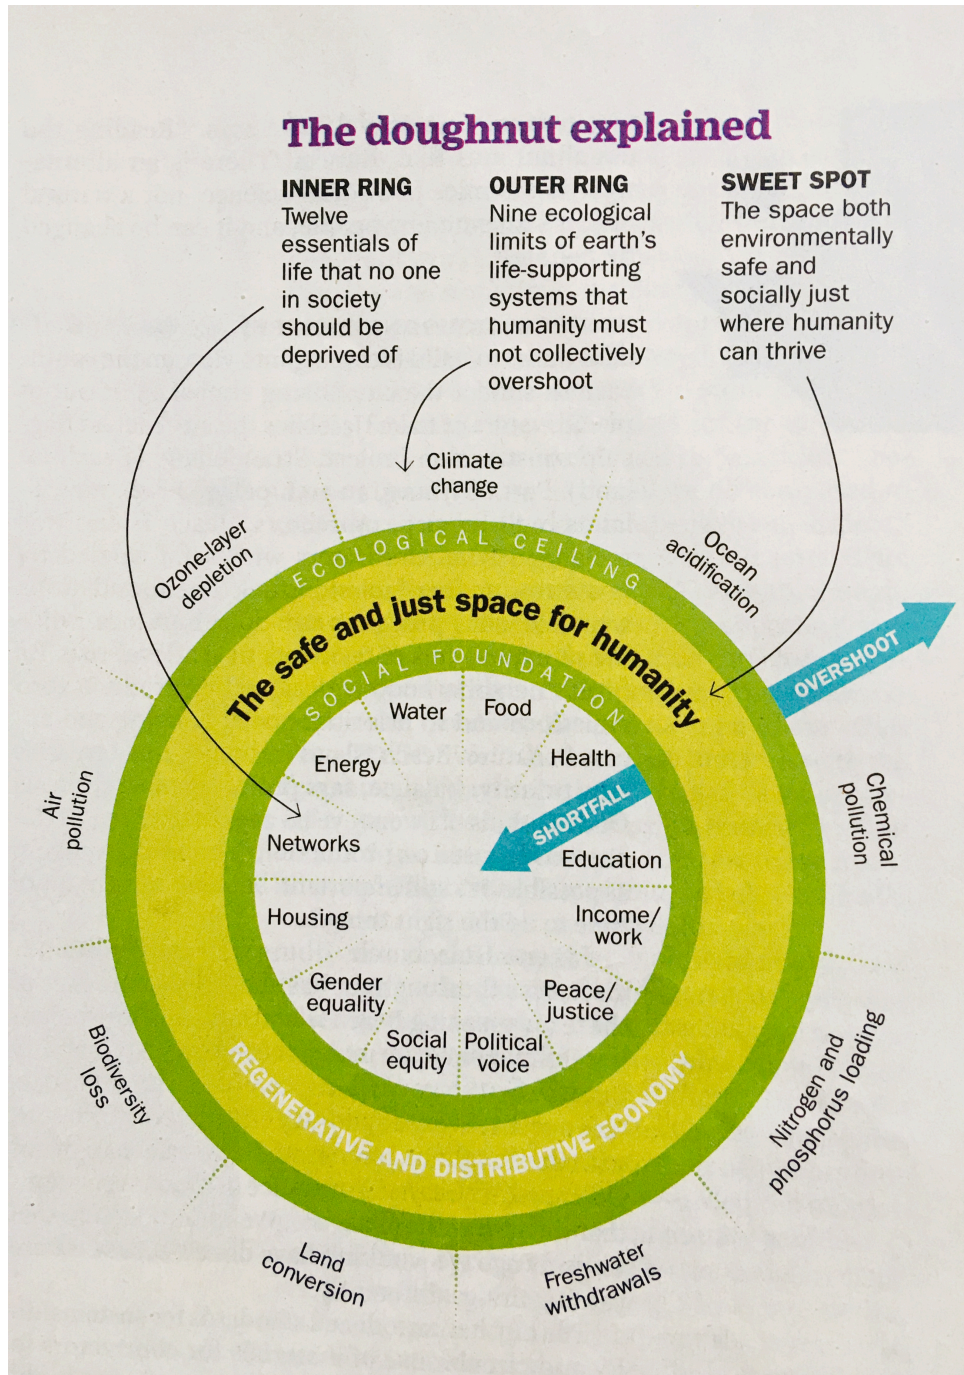 The doughnut explained
INNER RING
Twelve
essentials of
life that no one
in society
should be
deprived of
OUTER RING
Nine ecological
limits of earth's
life-supporting
systems that
humanity must
not collectively
overshoot
SWEET SPOT
The space both
environmentally
safe and
socially just
where humanity
can thrive
Climate
change
Ozone-layer
depletion
Ocean
acidification
ECOLOGICAL CEILING
The safe and just space for humanity
SOCIAL FOUNDATION
OVERSHOOT
Water
Food
Energy
Health
SHORTFALL
Networks
Education
Housing
Income/
work
Gender
equality
Peace/
justice
Social
equity
Political
voice
REGENERATIVE AND DISTRIBUTIVE ECONOMY
Air
pollution
Chemical
pollution
Biodiversity
loss
Nitrogen and
phosphorus loading
Land
conversion
Freshwater
withdrawals